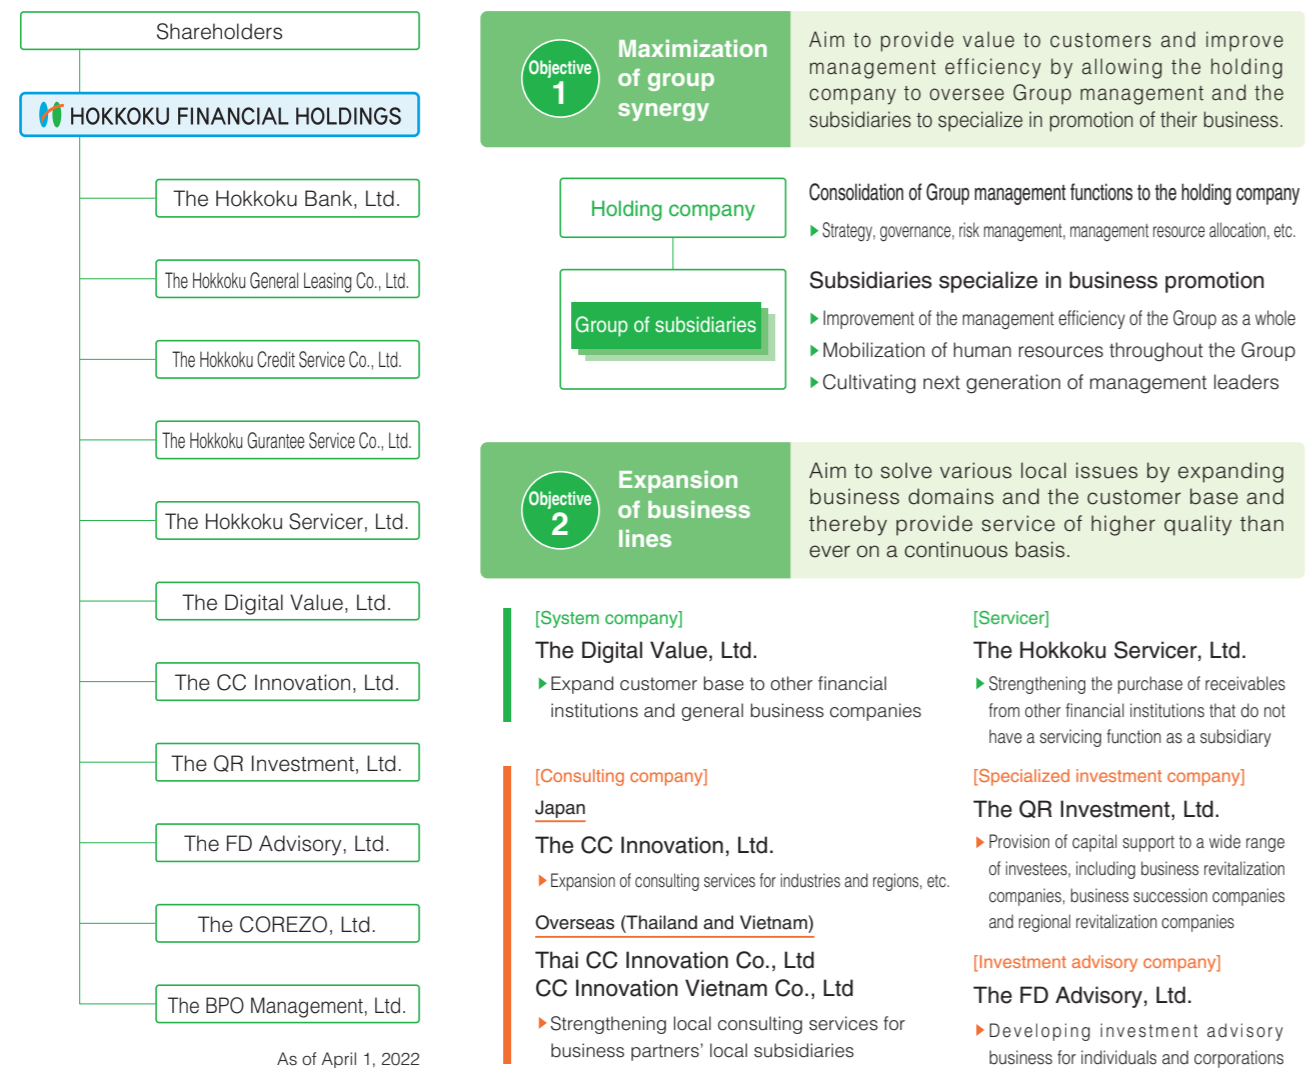 Shareholders
HOKKOKU FINANCIAL HOLDINGS
The Hokkoku Bank, Ltd.
The Hokkoku General Leasing Co., Ltd.
The Hokkoku Credit Service Co., Ltd.
The Hokkoku Gurantee Service Co., Ltd.
The Hokkoku Servicer, Ltd.
The Digital Value, Ltd.
The CC Innovation, Ltd.
The QR Investment, Ltd.
The FD Advisory, Ltd.
The COREZO, Ltd.
The BPO Management, Ltd.
As of April 1, 2022
Objective
1
Maximization
of group
synergy
Aim to provide value to customers and improve
management efficiency by allowing the holding
company to oversee Group management and the
subsidiaries to specialize in promotion of their business.
Holding company
Group of subsidiaries
Consolidation of Group management functions to the holding company
Strategy, governance, risk management, management resource allocation, etc.
Subsidiaries specialize in business promotion
Improvement of the management efficiency of the Group as a whole
Mobilization of human resources throughout the Group
Cultivating next generation of management leaders
Objective
2
Expansion
of business
lines
Aim to solve various local issues by expanding
business domains and the customer base and
thereby provide service of higher quality than
ever on a continuous basis.
[System company]
The Digital Value, Ltd.
Expand customer base to other financial
institutions and general business companies
[Consulting company]
Japan
The CC Innovation, Ltd.
Expansion of consulting services for industries and regions, etc.
Overseas (Thailand and Vietnam)
Thai CC Innovation Co., Ltd
CC Innovation Vietnam Co., Ltd
Strengthening local consulting services for
business partners' local subsidiaries
[Servicer]
The Hokkoku Servicer, Ltd.
Strengthening the purchase of receivables
from other financial institutions that do not
have a servicing function as a subsidiary
[Specialized investment company]
The QR Investment, Ltd.
Provision of capital support to a wide range
of investees, including business revitalization
companies, business succession companies
and regional revitalization companies
[Investment advisory company]
The FD Advisory, Ltd.
Developing investment advisory
business for individuals and corporations